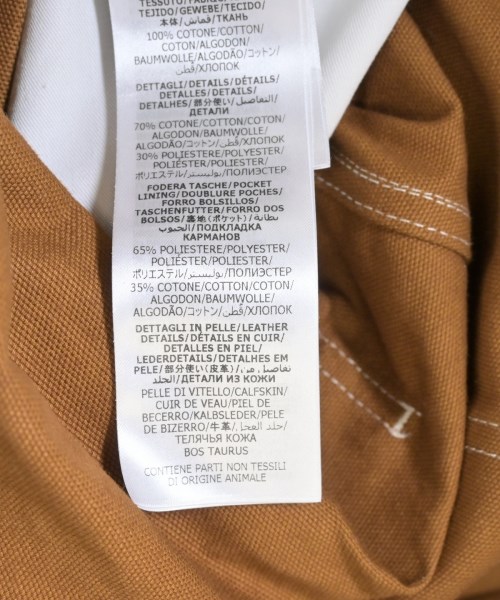 TESSUTO/FABRIC/
TEJIDO/GEWEBE/TECIDO/
本体/قماش/ТКАНЬ
100% COTONE/COTTON/
COTON/ALGODON/
BAUMWOLLE/ALGODÃO/コットン/
قطن/ХЛОПОК
DETTAGLI/DETAILS/DÉTAILS/
DETALLES/DETAILS/
DETALHES/部分使い/التفاصيل/
ДЕТАЛИ
70% COTONE/COTTON/COTON/
ALGODON/BAUMWOLLE/
ALGODÃO/コットン/قطن/ХЛОПОК
30% POLIESTERE/POLYESTER/
POLYESTER/POLIESTER/POLYESTER/
POLIÉSTER/
ポリエステル/بوليستر/ПОЛИЭСТЕР
FODERA TASCHE/POCKET
LINING/DOUBLURE POCHES/
FORRO BOLSILLOS/
TASCHENFUTTER/FORRO DOS
BOLSOS/裏地(ポケット)/بطانة
الجيوب/ПОДКЛАДКА
КАРМАНОВ
65% POLIESTERE/POLYESTER/
POLYESTER/POLIESTER/
POLYESTER/POLIÉSTER/
ポリエステル/بوليستر/ПОЛИЭСТЕР
35% COTONE/COTTON/COTON/
ALGODON/BAUMWOLLE/
ALGODÃO/コットン/قطن/ХЛОПОК
DETTAGLI IN PELLE/LEATHER
DETAILS/DÉTAILS EN CUIR/
DETALLES EN PIEL/
LEDERDETAILS/DETALHES EM
PELE/部分使い(皮革)/تفاصيل من
الجلد/ДЕТАЛИ ИЗ КОЖИ
PELLE DI VITELLO/CALFSKIN/
CUIR DE VEAU/PIEL DE
BECERRO/KALBSLEDER/PELE
DE BIZERRO/牛革/جلد العجل/
ТЕЛЯЧЬЯ КОЖА
BOS TAURUS
CONTIENE PARTI NON TESSILI
DI ORIGINE ANIMALE